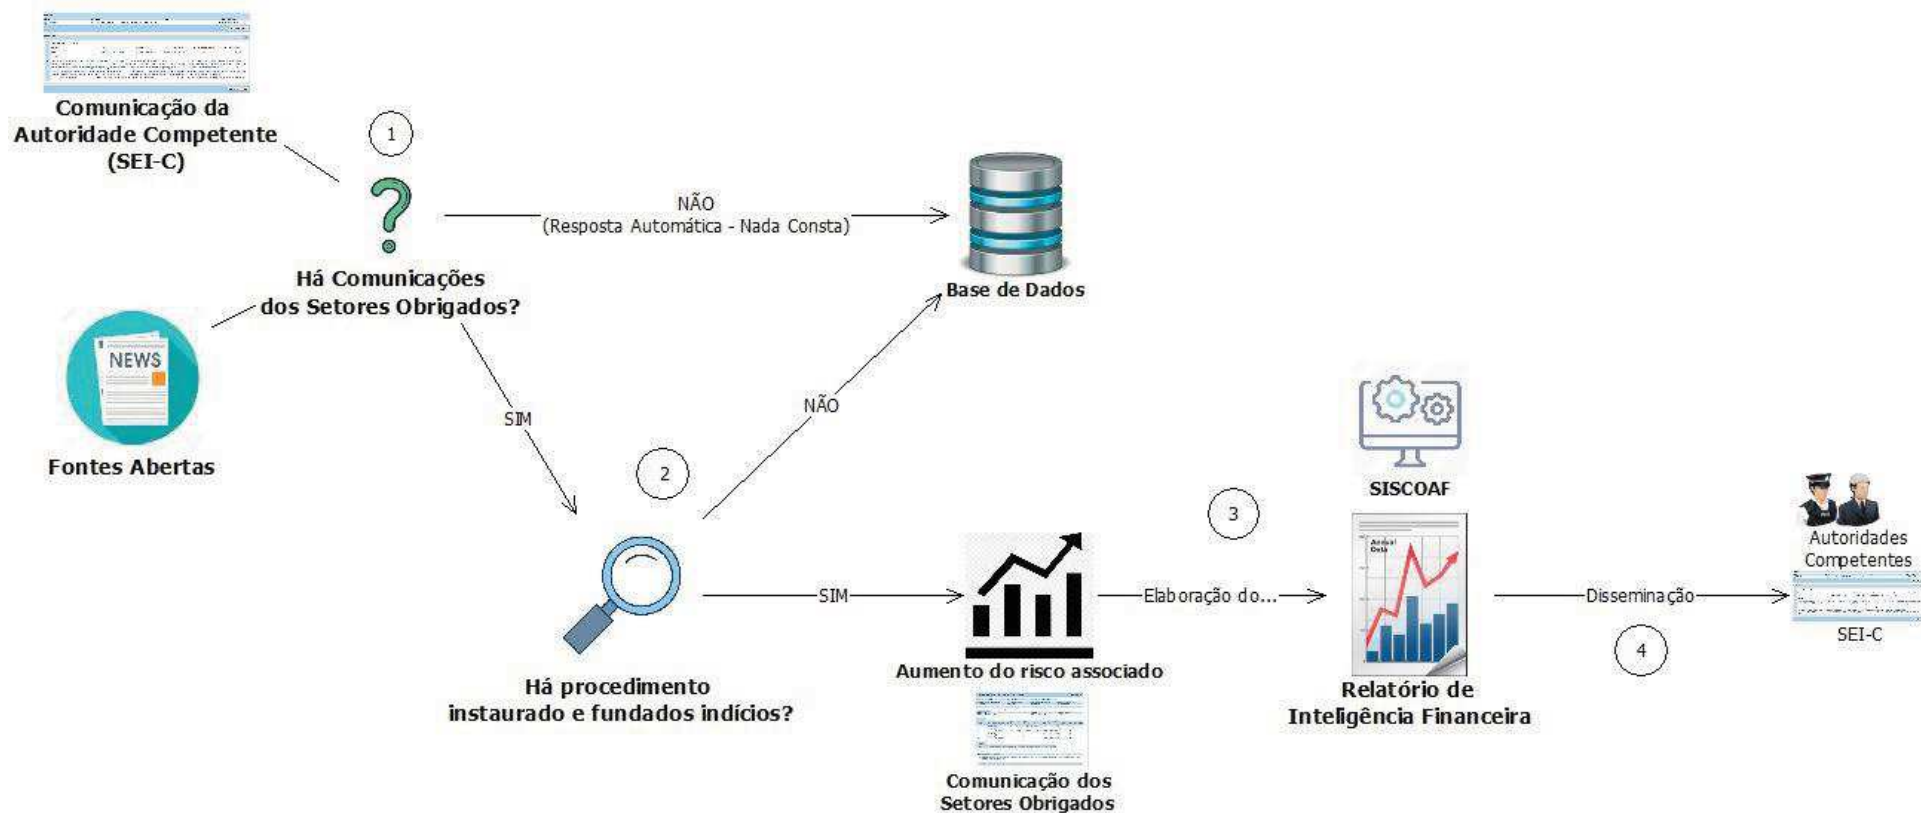 Comunicação da
Autoridade Competente
(SEI-C)
1
Há Comunicações
dos Setores Obrigados?
NEWS
Fontes Abertas
NÃO
(Resposta Automática - Nada Consta)
Base de Dados
SIM
NÃO
2
Há procedimento
instaurado e fundados indícios?
SIM
Aumento do risco associado
Comunicação dos
Setores Obrigados
3
Elaboração do...
SISCOAF
Annual
Data
Relatório de
Inteligência Financeira
Disseminação
4
Autoridades
Competentes
SEI-C